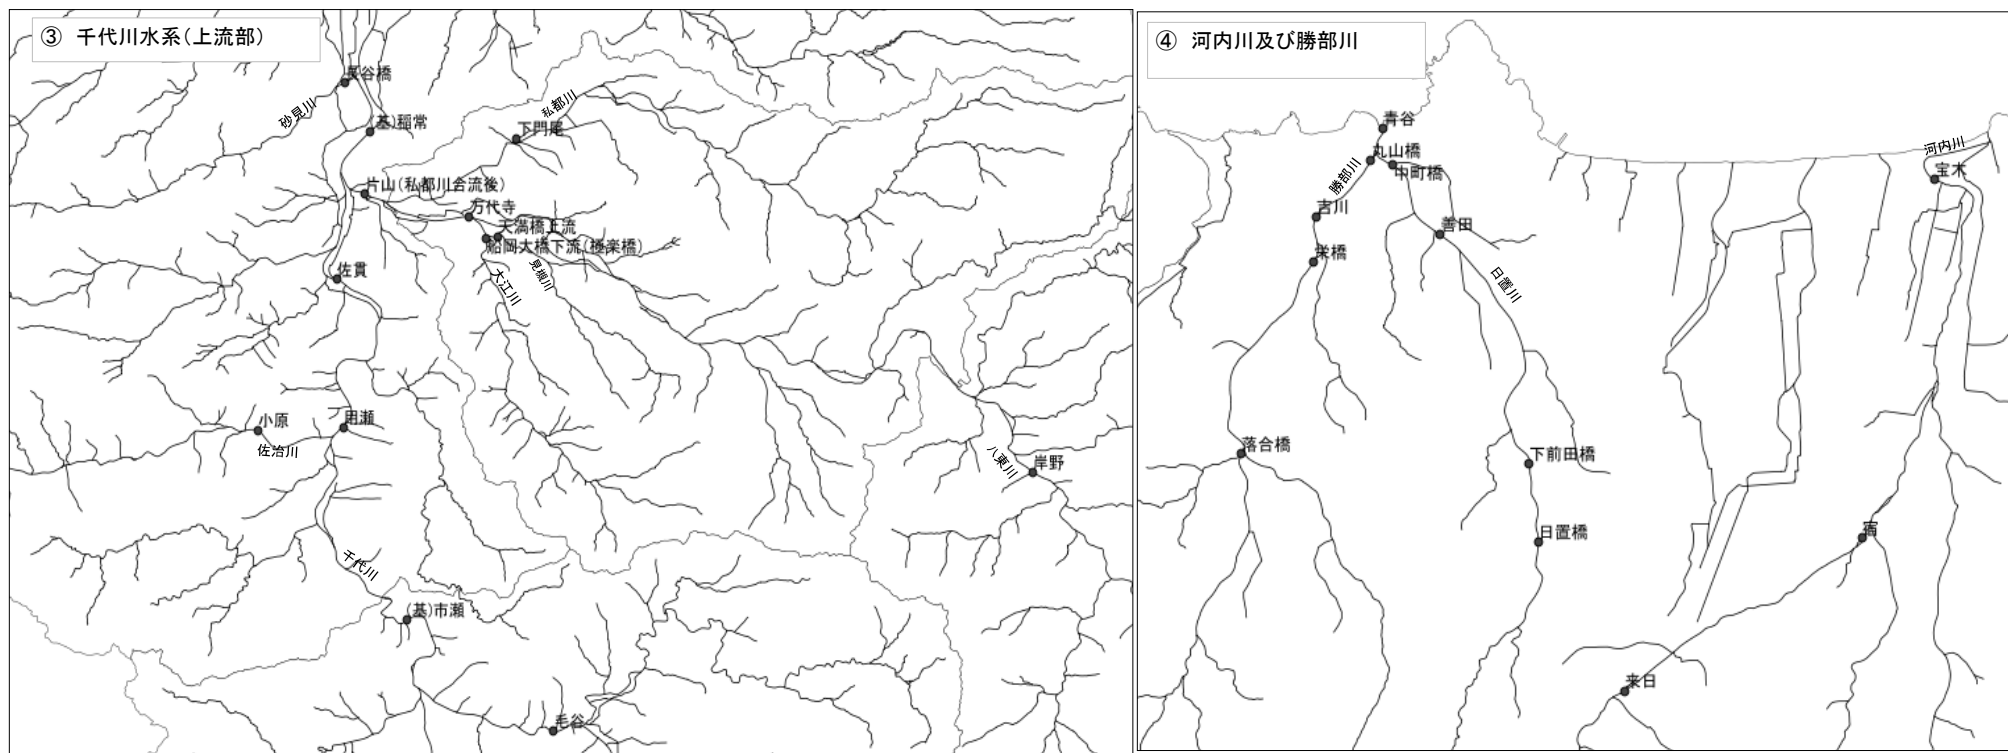 ③ 千代川水系（上流部）
長谷橋
砂見川
(基)稲常
私都川
下門尾
片山（私都川合流後）
万代寺
天満橋上流
船岡大橋下流（極楽橋）
見槻川
大江川
佐貫
小原
用瀬
佐治川
八東川
岸野
千代川
(基)市瀬
毛谷
④ 河内川及び勝部川
青谷
丸山橋
中町橋
勝部川
河内川
宝木
吉川
善田
栄橋
日置川
落合橋
下前田橋
日置橋
宿
来日